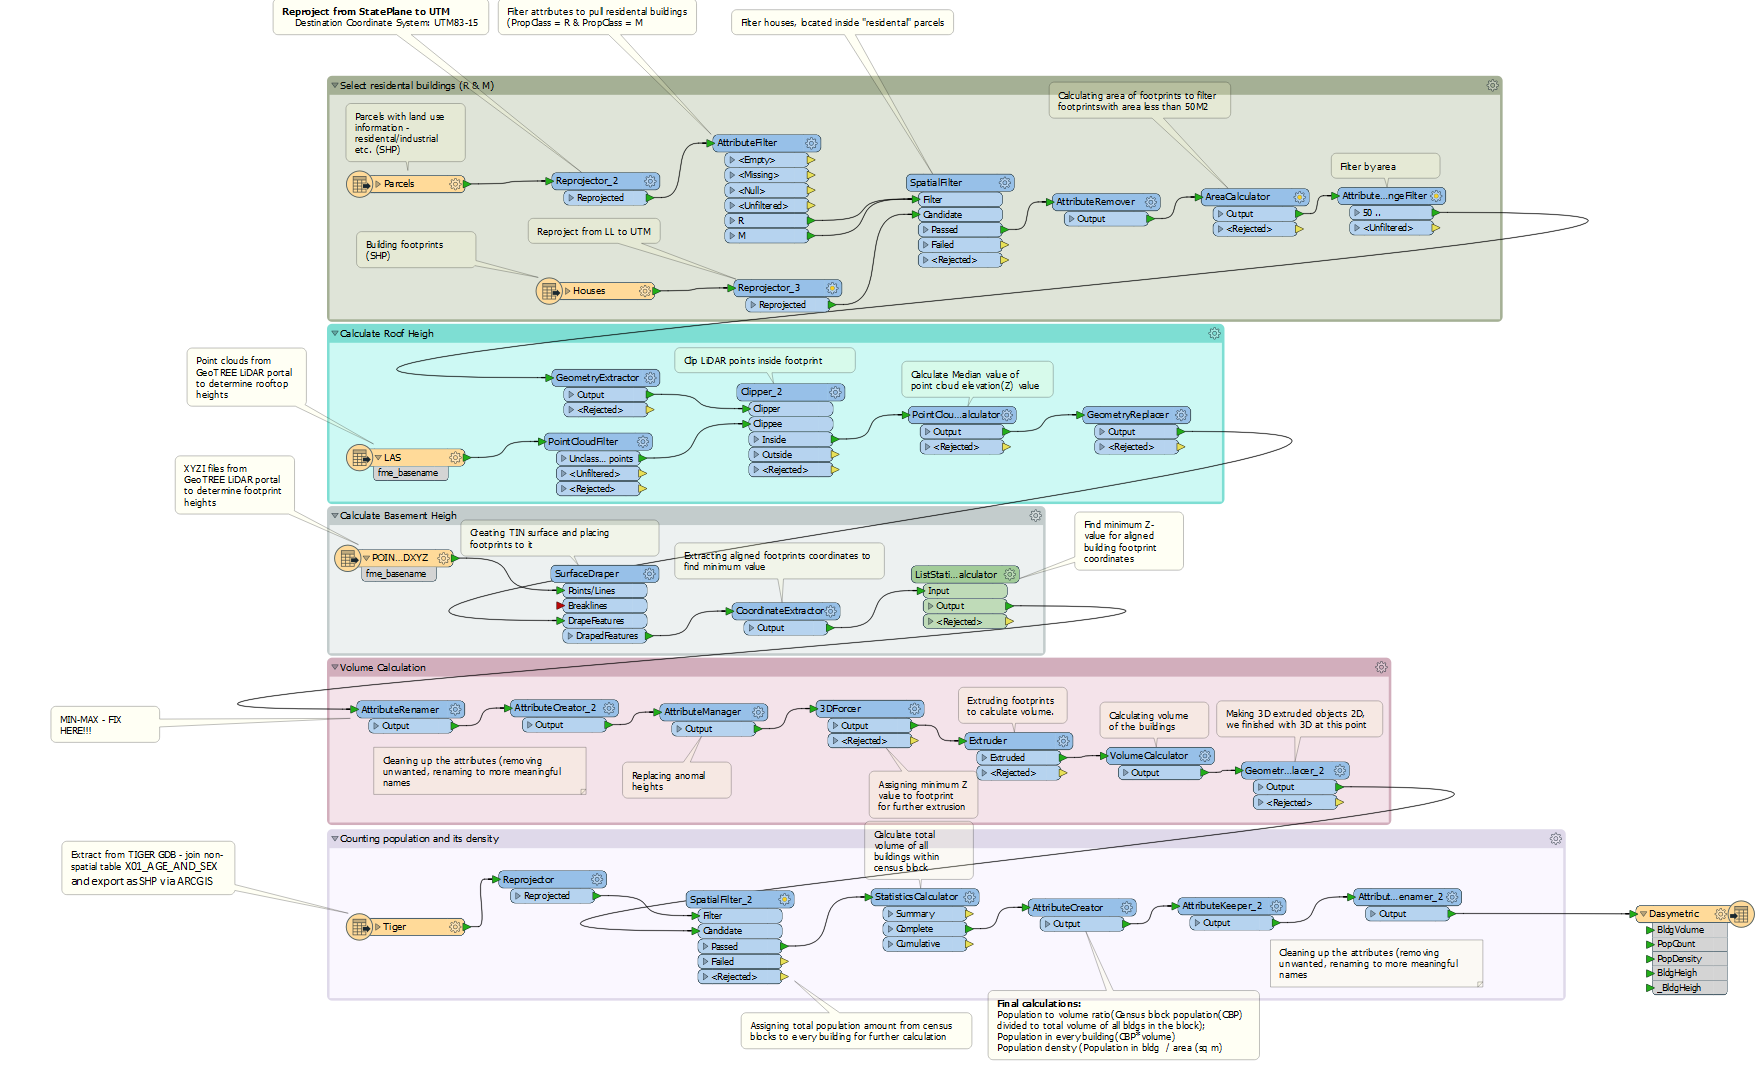 Reproject from StatePlane to UTM
Destination Coordinate System: UTM83-15
Filter attributes to pull residential buildings
(PropClass = R & PropClass = M
Filter houses, located inside "residential" parcels
Select residential buildings (R & M)
Parcels with land use
information -
residential/industrial
etc. (SHP)
Calculating area of footprints to filter
footprintswith area less than 50M2
Filter by area
Parcels
Reprojector_2
Reprojected
AttributeFilter
<Empty>
<Missing>
<Null>
<Unfiltered>
R
M
SpatialFilter
Filter
Candidate
Passed
Failed
<Rejected>
AttributeRemover
Output
AreaCalculator
Output
<Rejected>
Attribute...ngeFilter
50 ..
<Unfiltered>
Building footprints
(SHP)
Reproject from LL to UTM
Houses
Reprojector_3
Reprojected
Calculate Roof Heigh
Point clouds from
GeoTREE LiDAR portal
to determine rooftop
heights
Clip LiDAR points inside footprint
Calculate Median value of
point cloud elevation(Z) value
GeometryExtractor
Output
<Rejected>
Clipper_2
Clipper
Clippee
Inside
Outside
<Rejected>
PointClou...alculator
Output
<Rejected>
GeometryReplacer
Output
<Rejected>
LAS
fme_basename
PointCloudFilter
Unclass... points
<Unfiltered>
<Rejected>
XYZI files from
GeoTREE LiDAR portal
to determine footprint
heights
Calculate Basement Heigh
Creating TIN surface and placing
footprints to it
Extracting aligned footprints coordinates to
find minimum value
Find minimum Z-
value for aligned
building footprint
coordinates
POIN...DXYZ
fme_basename
SurfaceDraper
Points/Lines
Breaklines
DrapeFeatures
DrapedFeatures
CoordinateExtractor
Output
ListStati...alculator
Input
Output
<Rejected>
Volume Calculation
MIN-MAX - FIX
HERE!!!
AttributeRenamer
Output
AttributeCreator_2
Output
AttributeManager
Output
3DForcer
Output
<Rejected>
Extruding footprints
to calculate volume.
Extruder
Extruded
<Rejected>
Calculating volume
of the buildings
VolumeCalculator
Output
Making 3D extruded objects 2D,
we finished with 3D at this point
Geometr...lacer_2
Output
<Rejected>
Cleaning up the attributes (removing
unwanted, renaming to more meaningful
names
Replacing anomal
heights
Assigning minimum Z
value to footprint
for further extrusion
Counting population and its density
Extract from TIGER GDB - join non-
spatial table X01_AGE_AND_SEX
and export as SHP via ARCGIS
Calculate total
volume of all
buildings within
census block
Tiger
Reprojector
Reprojected
SpatialFilter_2
Filter
Candidate
Passed
Failed
<Rejected>
StatisticsCalculator
Summary
Complete
Cumulative
AttributeCreator
Output
AttributeKeeper_2
Output
Attribut...enamer_2
Output
Dasymetric
BldgVolume
PopCount
PopDensity
BldgHeigh
_BldgHeigh
Cleaning up the attributes (removing
unwanted, renaming to more meaningful
names
Assigning total population amount from census
blocks to every building for further calculation
Final calculations:
Population to volume ratio(Census block population(CBP)
divided to total volume of all bldgs in the block);
Population in every building(CBP*volume)
Population density (Population in bldg / area (sq m)